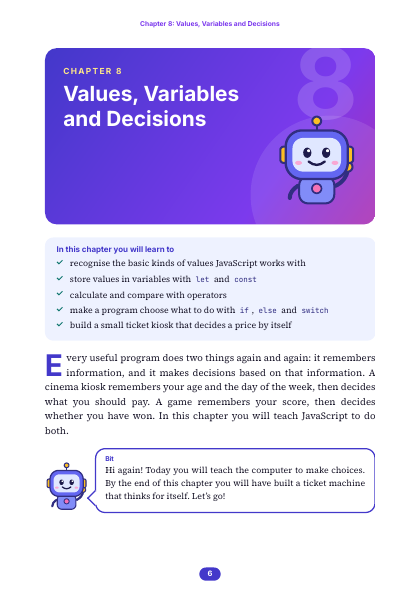 Chapter 8: Values, Variables and Decisions
8
CHAPTER 8
Values, Variables
and Decisions
In this chapter you will learn to
✓ recognise the basic kinds of values JavaScript works with
✓ store values in variables with let and const
✓ calculate and compare with operators
✓ make a program choose what to do with if, else and switch
✓ build a small ticket kiosk that decides a price by itself
Every useful program does two things again and again: it remembers
information, and it makes decisions based on that information. A
cinema kiosk remembers your age and the day of the week, then decides
what you should pay. A game remembers your score, then decides
whether you have won. In this chapter you will teach JavaScript to do
both.
Bit
Hi again! Today you will teach the computer to make choices.
By the end of this chapter you will have built a ticket machine
that thinks for itself. Let's go!
6